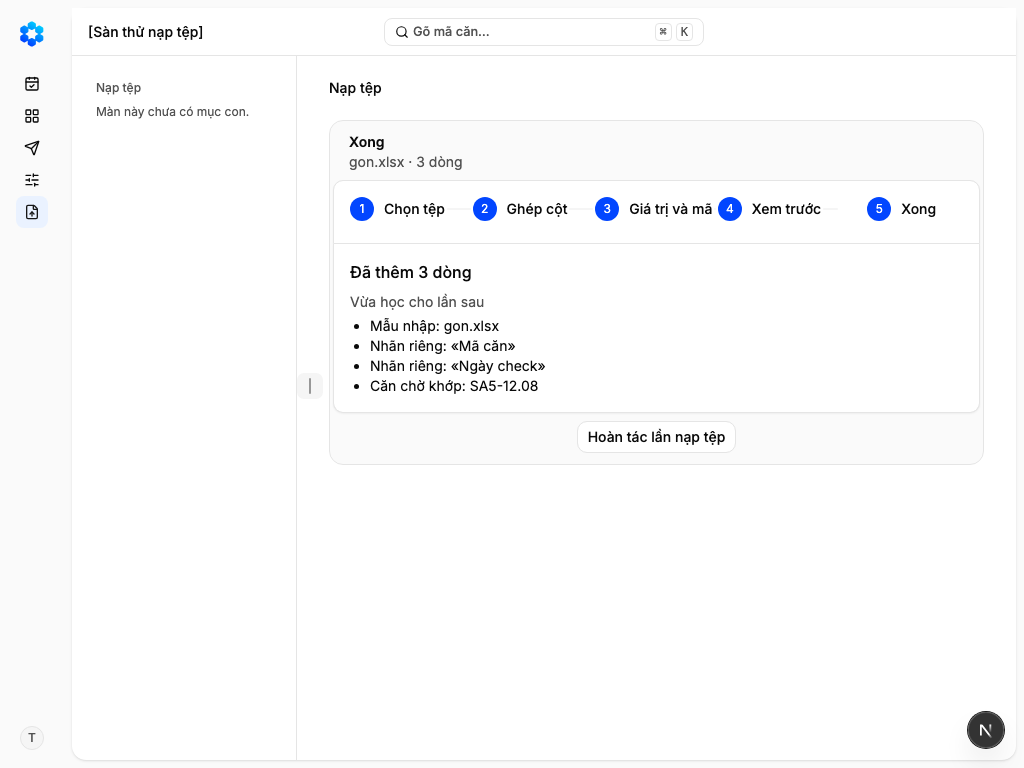 [Sàn thử nạp tệp]
Gõ mã căn...
⌘ K
Nạp tệp
Màn này chưa có mục con.
Nạp tệp
Xong
gon.xlsx · 3 dòng
1 Chọn tệp 2 Ghép cột 3 Giá trị và mã 4 Xem trước 5 Xong
Đã thêm 3 dòng
Vừa học cho lần sau
• Mẫu nhập: gon.xlsx
• Nhãn riêng: «Mã căn»
• Nhãn riêng: «Ngày check»
• Căn chờ khớp: SA5-12.08
Hoàn tác lần nạp tệp
T
N